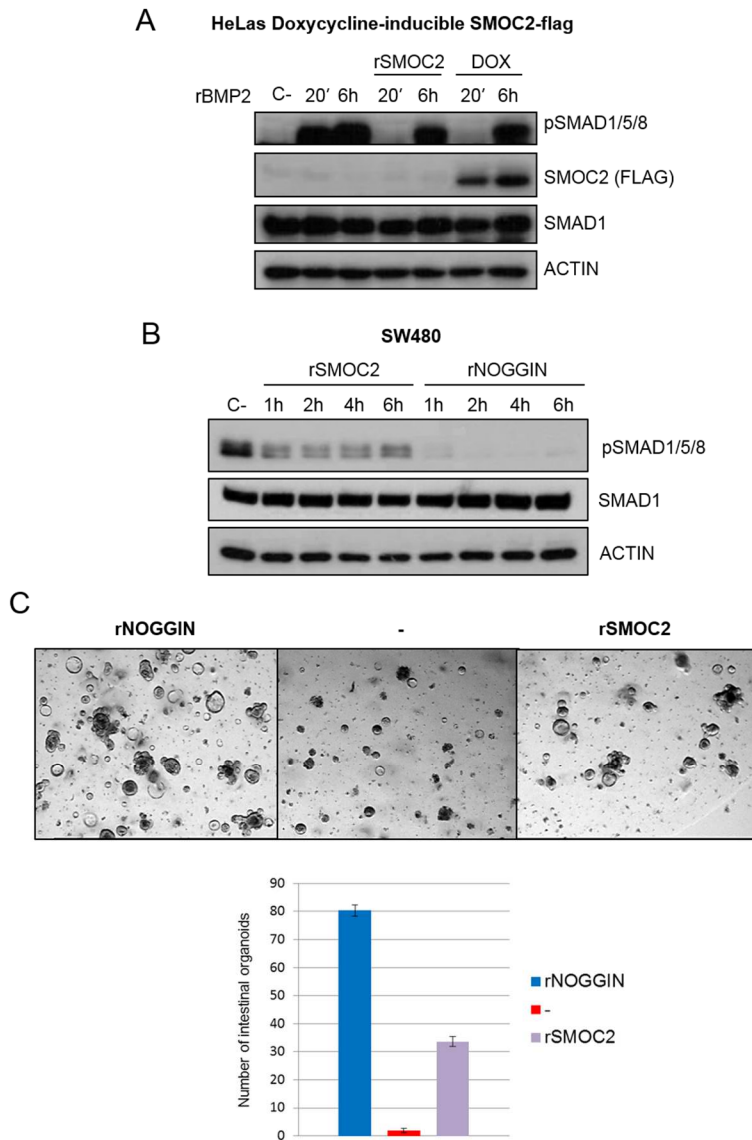 A
HeLas Doxycycline-inducible SMOC2-flag
rSMOC2 DOX
rBMP2 C- 20' 6h 20' 6h 20' 6h
pSMAD1/5/8
SMOC2 (FLAG)
SMAD1
ACTIN
B
SW480
rSMOC2 rNOGGIN
C- 1h 2h 4h 6h 1h 2h 4h 6h
pSMAD1/5/8
SMAD1
ACTIN
C
rNOGGIN - rSMOC2
Number of intestinal organoids
90
80
70
60
50
40
30
20
10
0
rNOGGIN
-
rSMOC2